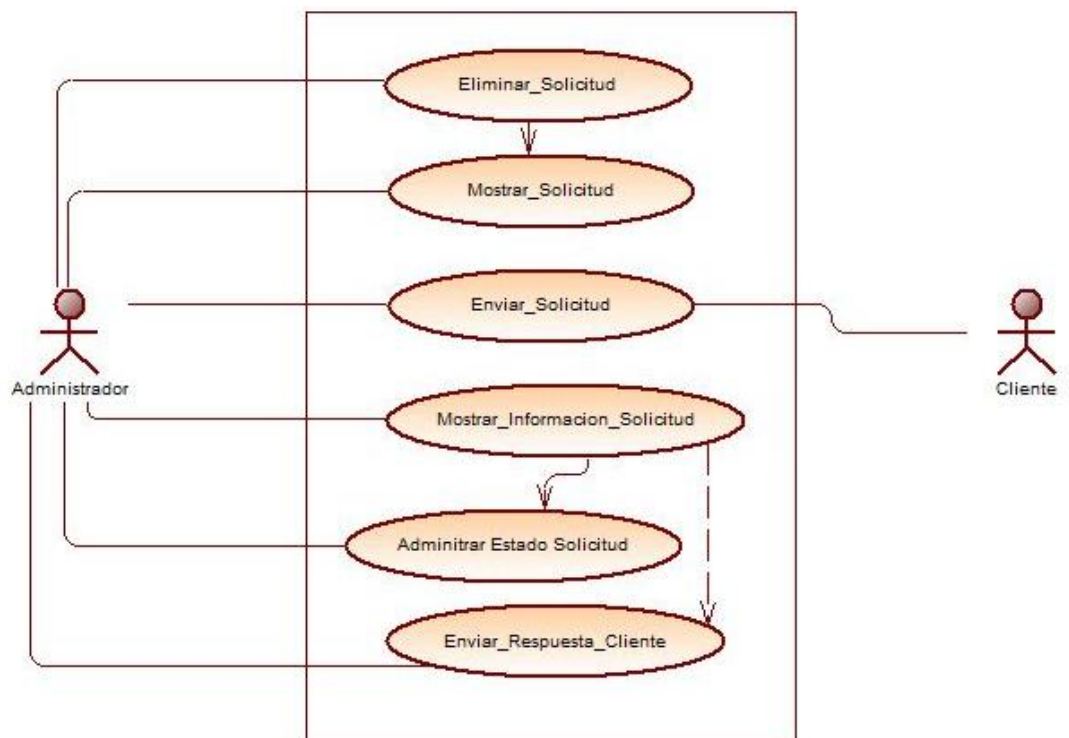 Eliminar_Solicitud
Mostrar_Solicitud
Enviar_Solicitud
Administrador
Cliente
Mostrar_Informacion_Solicitud
Adminitrar Estado Solicitud
Enviar_Respuesta_Cliente